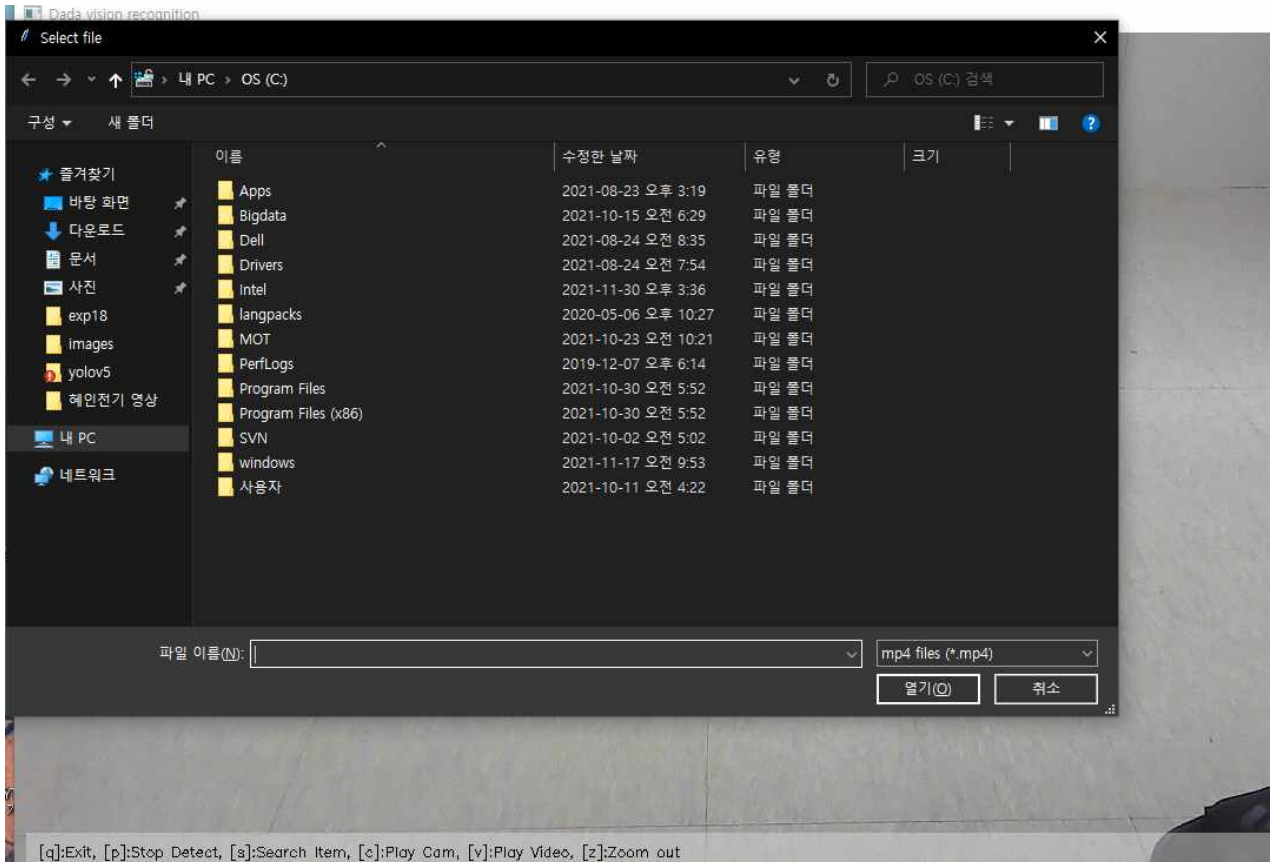 Dada vision recognition
Select file
내 PC > OS (C:)
OS (C:) 검색
구성 새 폴더
이름 수정한 날짜 유형 크기
즐겨찾기
바탕 화면
다운로드
문서
사진
exp18
images
yolov5
혜인전기 영상
내 PC
네트워크
Apps 2021-08-23 오후 3:19 파일 폴더
Bigdata 2021-10-15 오전 6:29 파일 폴더
Dell 2021-08-24 오전 8:35 파일 폴더
Drivers 2021-08-24 오전 7:54 파일 폴더
Intel 2021-11-30 오후 3:36 파일 폴더
langpacks 2020-05-06 오후 10:27 파일 폴더
MOT 2021-10-23 오전 10:21 파일 폴더
PerfLogs 2019-12-07 오후 6:14 파일 폴더
Program Files 2021-10-30 오전 5:52 파일 폴더
Program Files (x86) 2021-10-30 오전 5:52 파일 폴더
SVN 2021-10-02 오전 5:02 파일 폴더
windows 2021-11-17 오전 9:53 파일 폴더
사용자 2021-10-11 오전 4:22 파일 폴더
파일 이름(N): mp4 files (*.mp4)
열기(O) 취소
[q]:Exit, [p]:Stop Detect, [s]:Search Item, [c]:Play Cam, [v]:Play Video, [z]:Zoom out